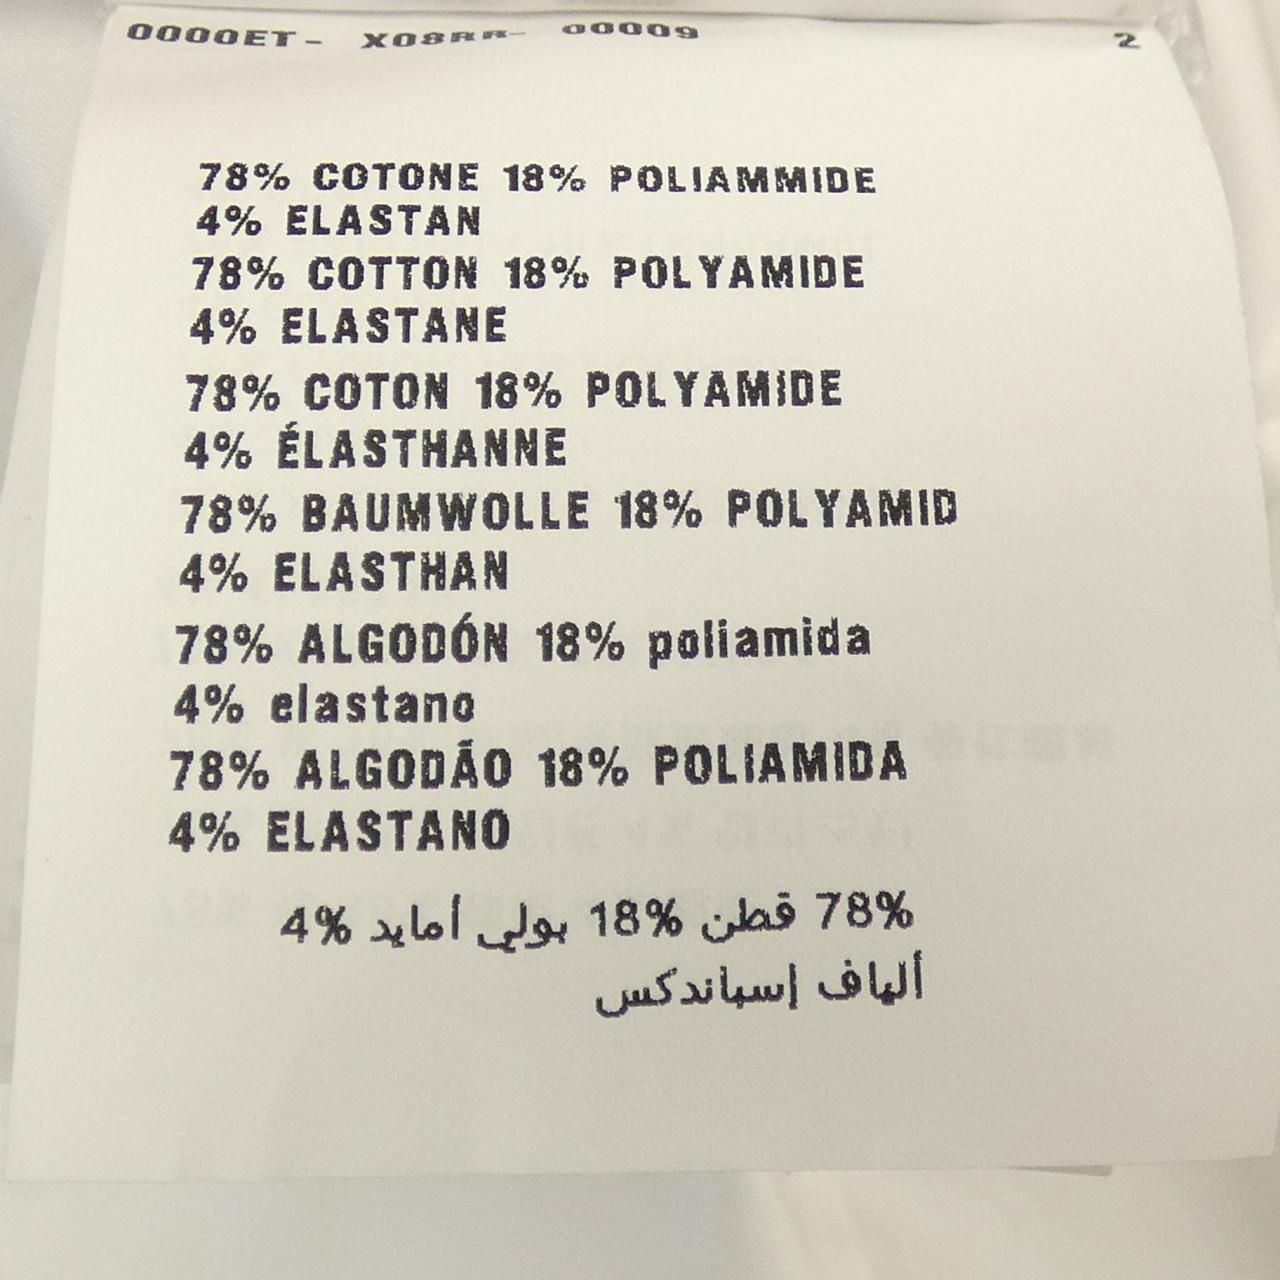 0000ET- X08RR- 00009 2
78% COTONE 18% POLIAMMIDE
4% ELASTAN
78% COTTON 18% POLYAMIDE
4% ELASTANE
78% COTON 18% POLYAMIDE
4% ÉLASTHANNE
78% BAUMWOLLE 18% POLYAMID
4% ELASTHAN
78% ALGODÓN 18% poliamida
4% elastano
78% ALGODÃO 18% POLIAMIDA
4% ELASTANO
78% قطن 18% بولي أمايد 4%
ألياف إسباندكس